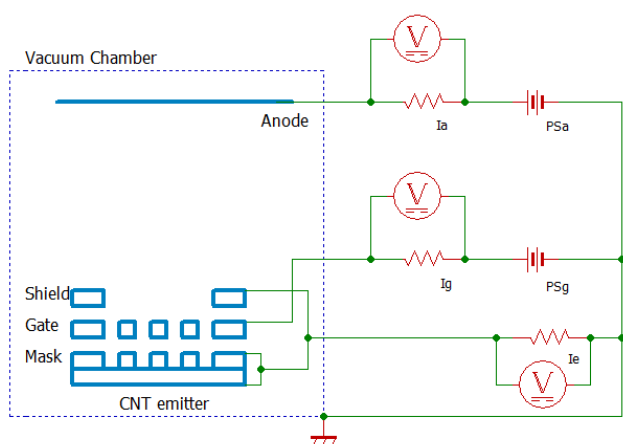 Vacuum Chamber
V
Anode
Ia
PSa
V
Shield
Ig
PSg
Gate
Mask
Ie
V
CNT emitter